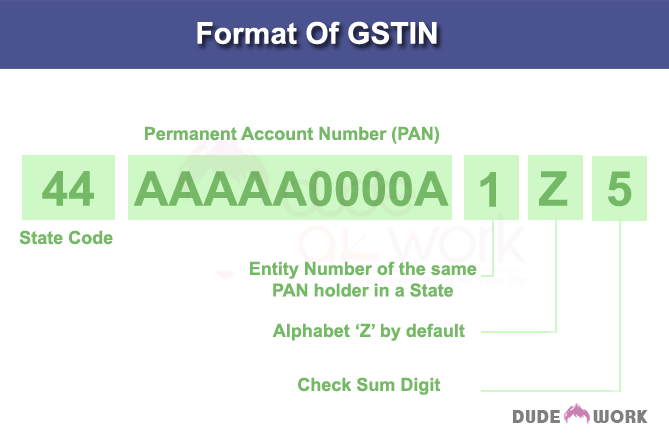 Format Of GSTIN
Permanent Account Number (PAN)
44 AAAAA0000A 1 Z 5
State Code
Entity Number of the same
PAN holder in a State
Alphabet ‘Z’ by default
Check Sum Digit
work
DUDE WORK